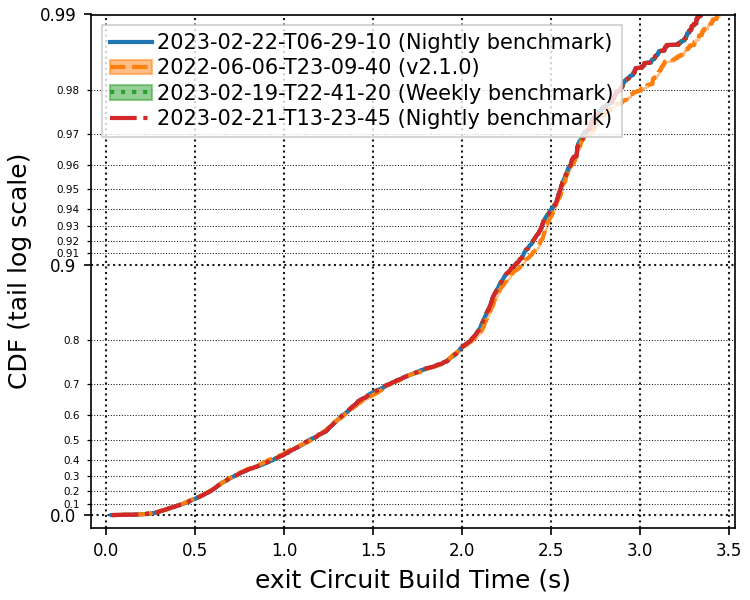 0.99
0.98
0.97
0.96
0.95
0.94
0.93
0.92
0.91
0.9
0.8
0.7
0.6
0.5
0.4
0.3
0.2
0.1
0.0
CDF (tail log scale)
2023-02-22-T06-29-10 (Nightly benchmark)
2022-06-06-T23-09-40 (v2.1.0)
2023-02-19-T22-41-20 (Weekly benchmark)
2023-02-21-T13-23-45 (Nightly benchmark)
0.0 0.5 1.0 1.5 2.0 2.5 3.0 3.5
exit Circuit Build Time (s)